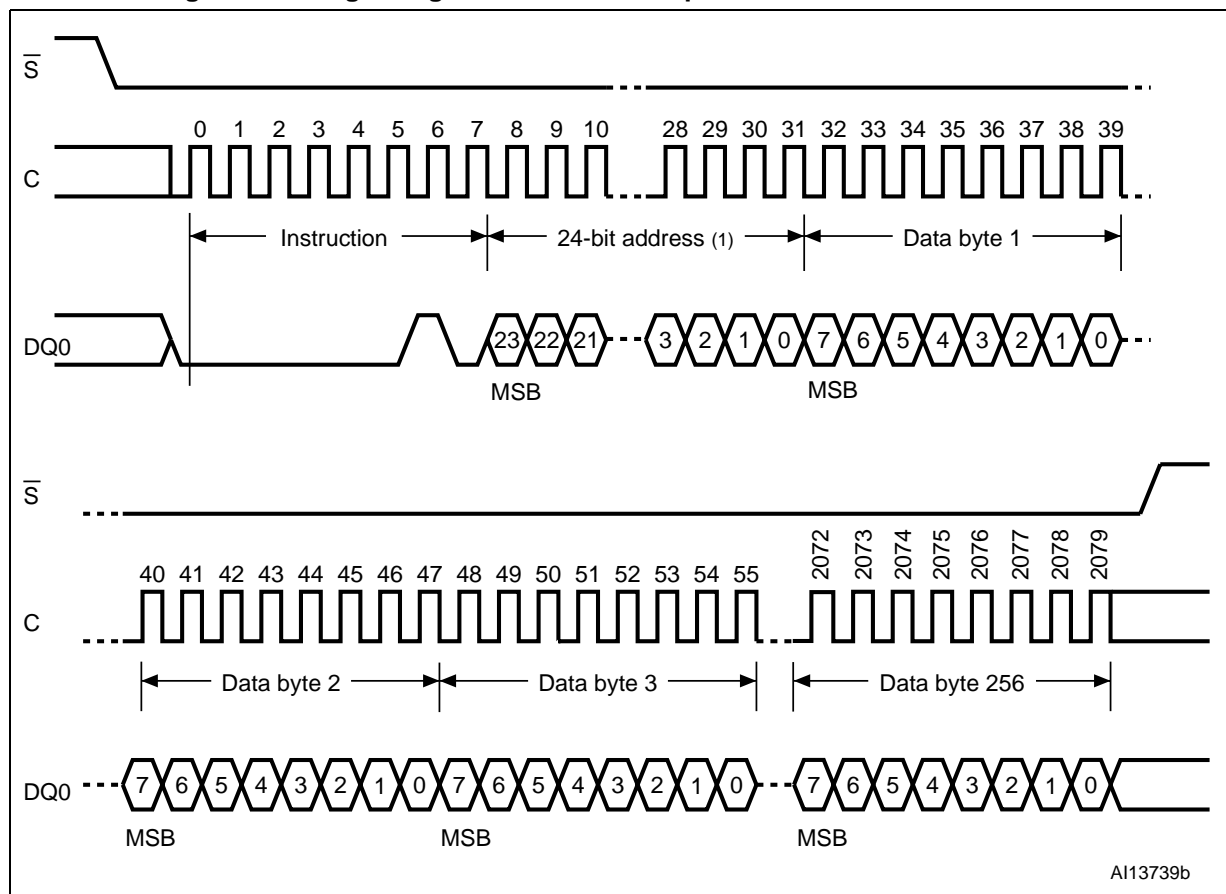 S
0 1 2 3 4 5 6 7 8 9 10 28 29 30 31 32 33 34 35 36 37 38 39
C
Instruction 24-bit address (1) Data byte 1
DQ0 23 22 21 3 2 1 0 7 6 5 4 3 2 1 0
MSB MSB
S
40 41 42 43 44 45 46 47 48 49 50 51 52 53 54 55 2072 2073 2074 2075 2076 2077 2078 2079
C
Data byte 2 Data byte 3 Data byte 256
DQ0 7 6 5 4 3 2 1 0 7 6 5 4 3 2 1 0 7 6 5 4 3 2 1 0
MSB MSB MSB
AI13739b